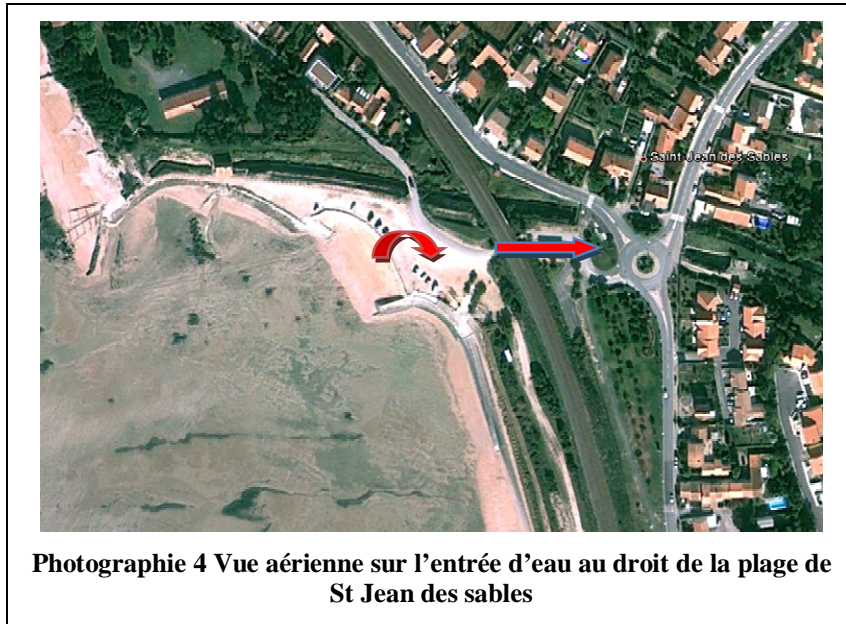 Saint-Jean des Sables
Photographie 4 Vue aérienne sur l'entrée d'eau au droit de la plage de
St Jean des sables